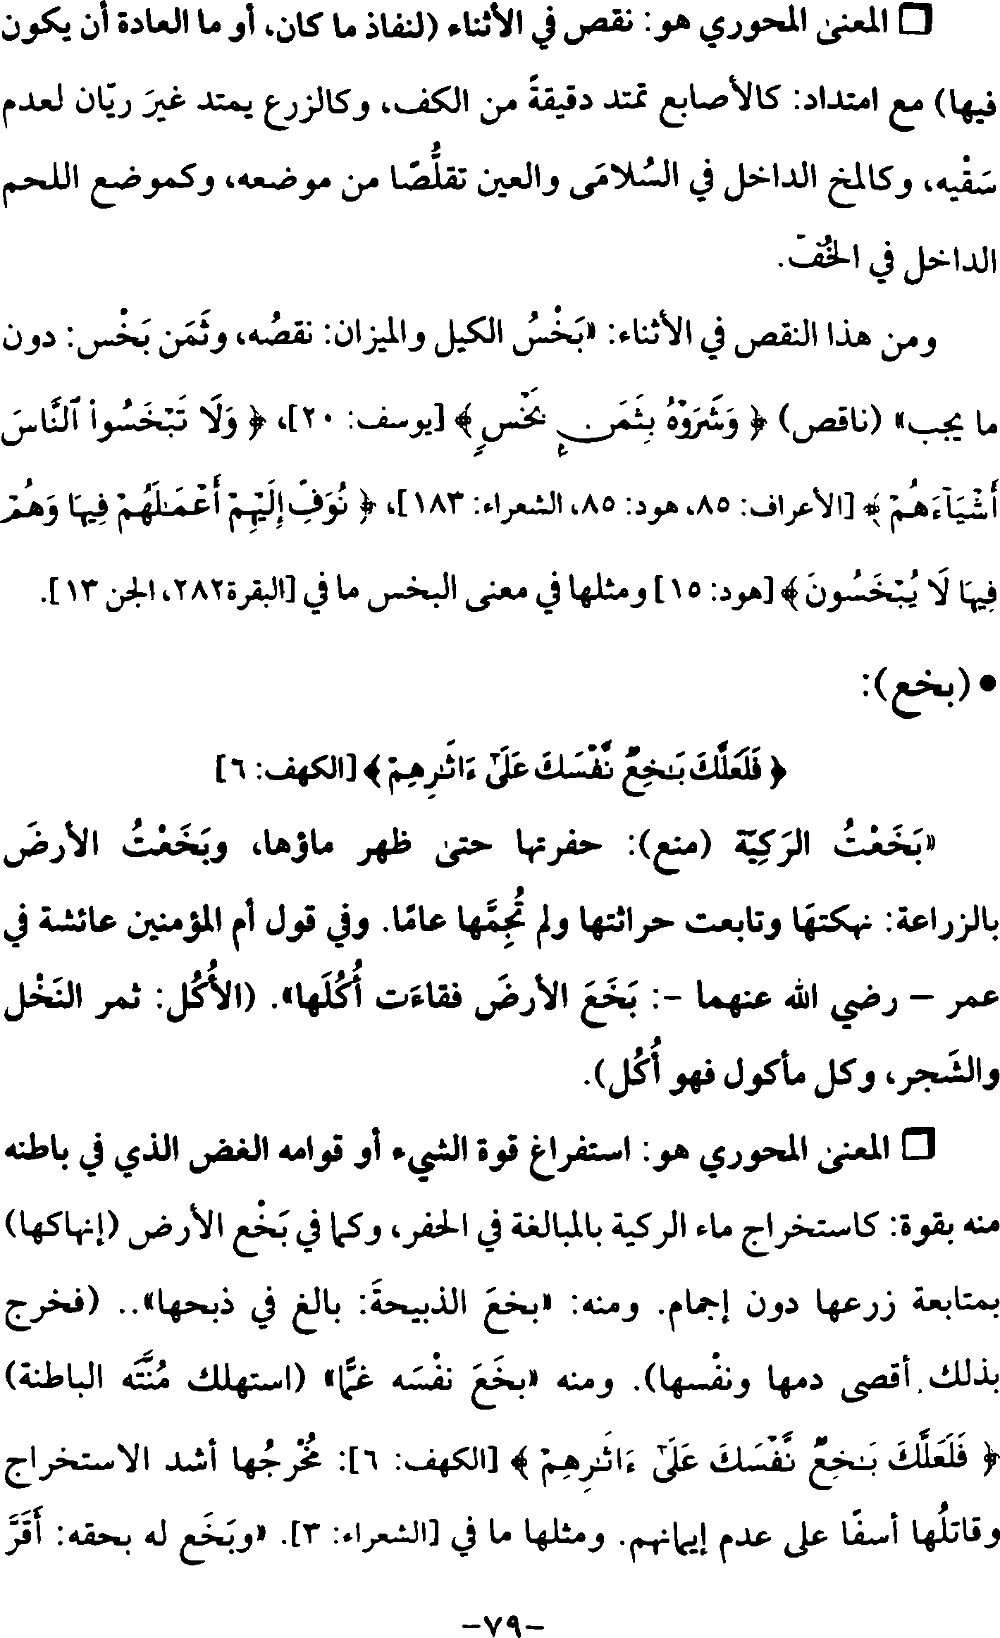 □ المعنىٰ المحوري هو: نقص في الأثناء (لنفاذ ما كان، أو ما العادة أن يكون
فيها) مع امتداد: كالأصابع تمتد دقيقةً من الكف، وكالزرع يمتد غيرَ ريّان لعدم
سَقْيه، وكالمخ الداخل في السُلامَى والعين تقلُّصًا من موضعه، وكموضع اللحم
الداخل في الخُفّ.
ومن هذا النقص في الأثناء: «بَخْسُ الكيل والميزان: نقصُه، وثَمَن بَخْس: دون
ما يجب» (ناقص) ﴿ وَشَرَوْهُ بِثَمَنٍۭ بَخْسٍ ﴾ [يوسف: ٢٠]، ﴿ وَلَا تَبْخَسُوا۟ ٱلنَّاسَ
أَشْيَآءَهُمْ ﴾ [الأعراف: ٨٥، هود: ٨٥، الشعراء: ١٨٣]، ﴿ نُوَفِّ إِلَيْهِمْ أَعْمَـٰلَهُمْ فِيهَا وَهُمْ
فِيهَا لَا يُبْخَسُونَ ﴾ [هود: ١٥] ومثلها في معنى البخس ما في [البقرة٢٨٢، الجن ١٣].
• (بخع):
﴿ فَلَعَلَّكَ بَـٰخِعٌ نَّفْسَكَ عَلَىٰٓ ءَاثَـٰرِهِمْ ﴾ [الكهف: ٦]
«بَخَعْتُ الرَكِيّة (منع): حفرتها حتىٰ ظهر ماؤها، وبَخَعْتُ الأرضَ
بالزراعة: نهكتهَا وتابعت حراثتها ولم تُجِمَّها عامًا. وفي قول أم المؤمنين عائشة في
عمر – رضي الله عنهما –: بَخَعَ الأرضَ فقاءَت أُكُلَها». (الأُكُل: ثمر النَخْل
والشَجر، وكل مأكول فهو أُكُل).
□ المعنىٰ المحوري هو: استفراغ قوة الشيء أو قوامه الغض الذي في باطنه
منه بقوة: كاستخراج ماء الركية بالمبالغة في الحفر، وكما في بَخْع الأرض (إنهاكها)
بمتابعة زرعها دون إجمام. ومنه: «بخعَ الذبيحةَ: بالغ في ذبحها».. (فخرج
بذلك أقصى دمها ونفْسها). ومنه «بخَعَ نفْسَه غمًّا» (استهلك مُنَّتَه الباطنة)
﴿ فَلَعَلَّكَ بَـٰخِعٌ نَّفْسَكَ عَلَىٰٓ ءَاثَـٰرِهِمْ ﴾ [الكهف: ٦]: مُخْرجُها أشد الاستخراج
وقاتلُها أسفًا على عدم إيمانهم. ومثلها ما في [الشعراء: ٣]. «وبَخَع له بحقه: أَقَرَّ
-٧٩-